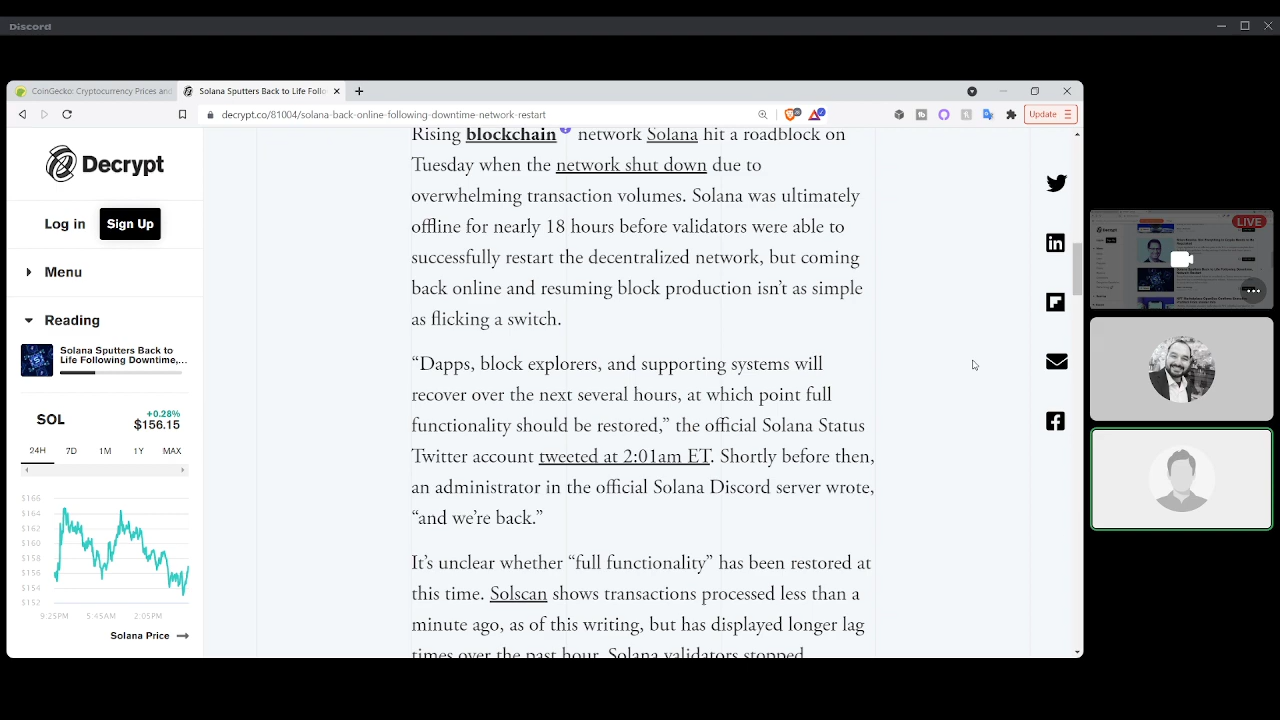 Discord
CoinGecko: Cryptocurrency Prices and
Solana Sputters Back to Life Follo
decrypt.co/81004/solana-back-online-following-downtime-network-restart
Update
Decrypt
Log in
Sign Up
Menu
Reading
Solana Sputters Back to
Life Following Downtime,...
SOL
+0.28%
$156.15
24H 7D 1M 1Y MAX
$166
$164
$162
$160
$158
$156
$154
$152
9:25PM 5:45AM 2:05PM
Solana Price
Rising blockchain network Solana hit a roadblock on
Tuesday when the network shut down due to
overwhelming transaction volumes. Solana was ultimately
offline for nearly 18 hours before validators were able to
successfully restart the decentralized network, but coming
back online and resuming block production isn't as simple
as flicking a switch.
“Dapps, block explorers, and supporting systems will
recover over the next several hours, at which point full
functionality should be restored,” the official Solana Status
Twitter account tweeted at 2:01am ET. Shortly before then,
an administrator in the official Solana Discord server wrote,
“and we’re back.”
It’s unclear whether “full functionality” has been restored at
this time. Solscan shows transactions processed less than a
minute ago, as of this writing, but has displayed longer lag
times over the past hour. Solana validators stopped
LIVE